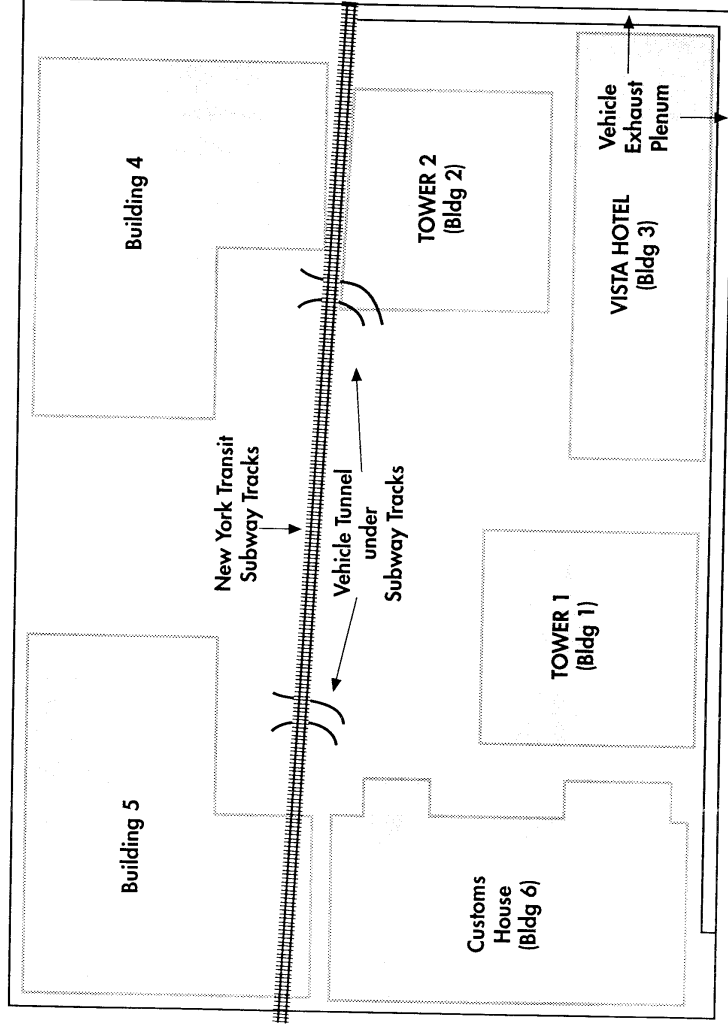 Building 5
Building 4
New York Transit
Subway Tracks
Vehicle Tunnel
under
Subway Tracks
TOWER 2
(Bldg 2)
Customs
House
(Bldg 6)
TOWER 1
(Bldg 1)
VISTA HOTEL
(Bldg 3)
Vehicle
Exhaust
Plenum